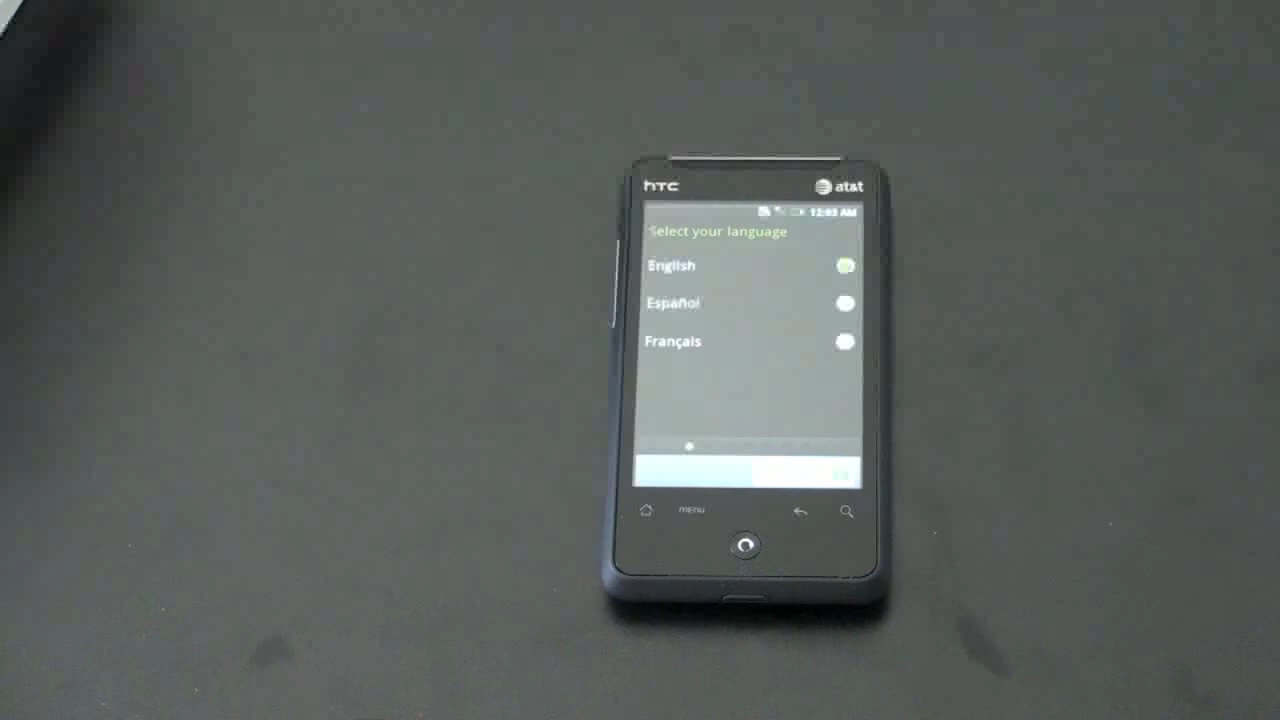 hTC
at&t
12:03 AM
Select your language
English
Español
Français
menu